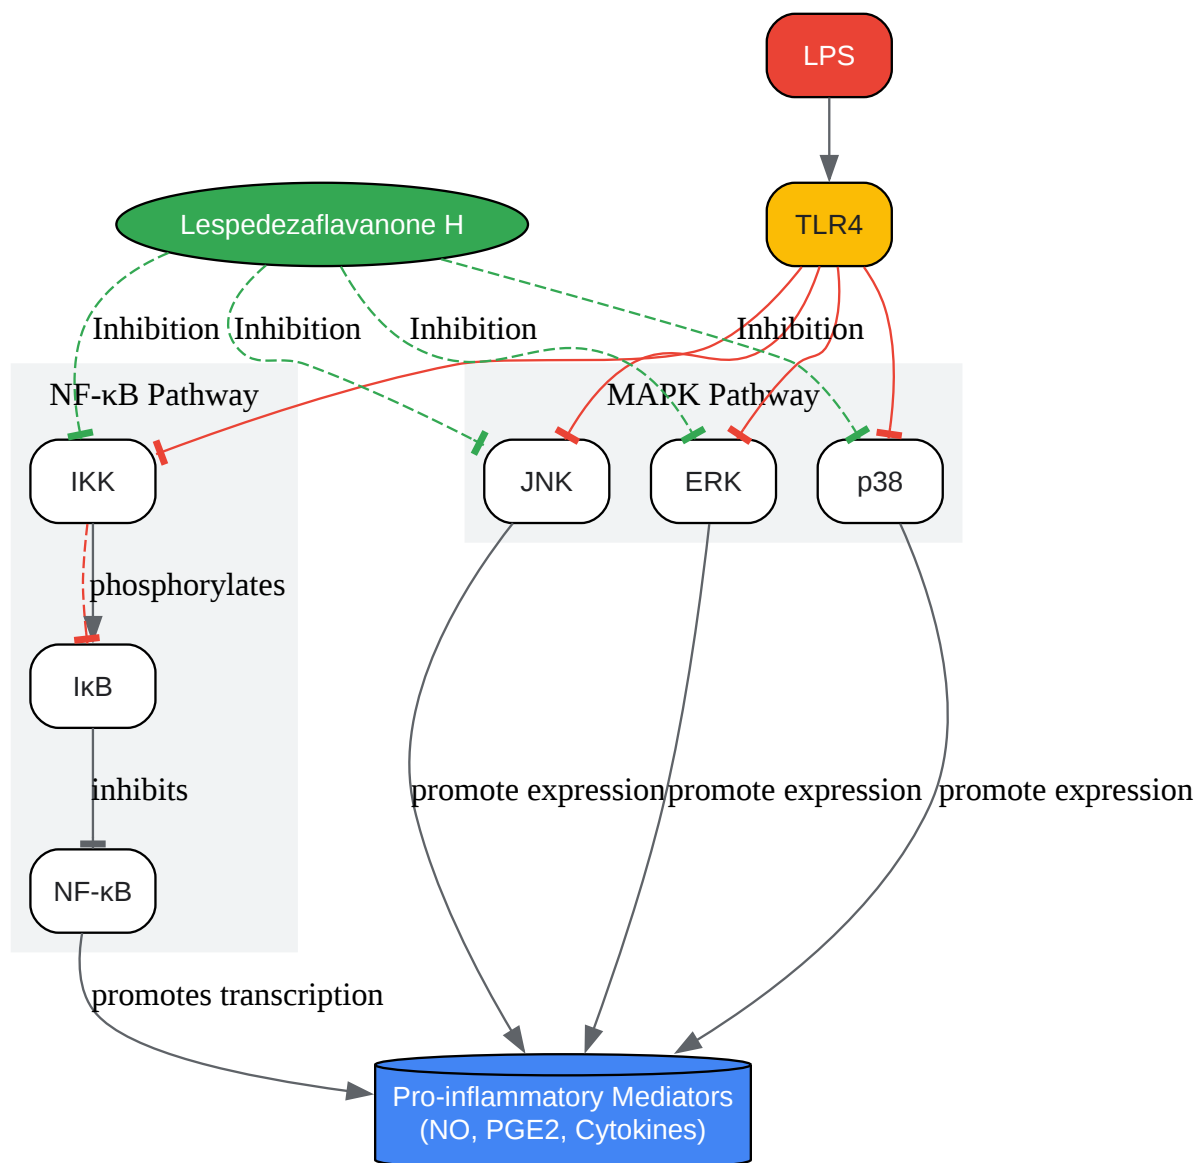 LPS
Lespedezaflavanone H
TLR4
Inhibition
Inhibition
Inhibition
Inhibition
NF-κB Pathway
MAPK Pathway
IKK
JNK
ERK
p38
phosphorylates
IκB
inhibits
promote expression
promote expression
promote expression
NF-κB
promotes transcription
Pro-inflammatory Mediators
(NO, PGE2, Cytokines)